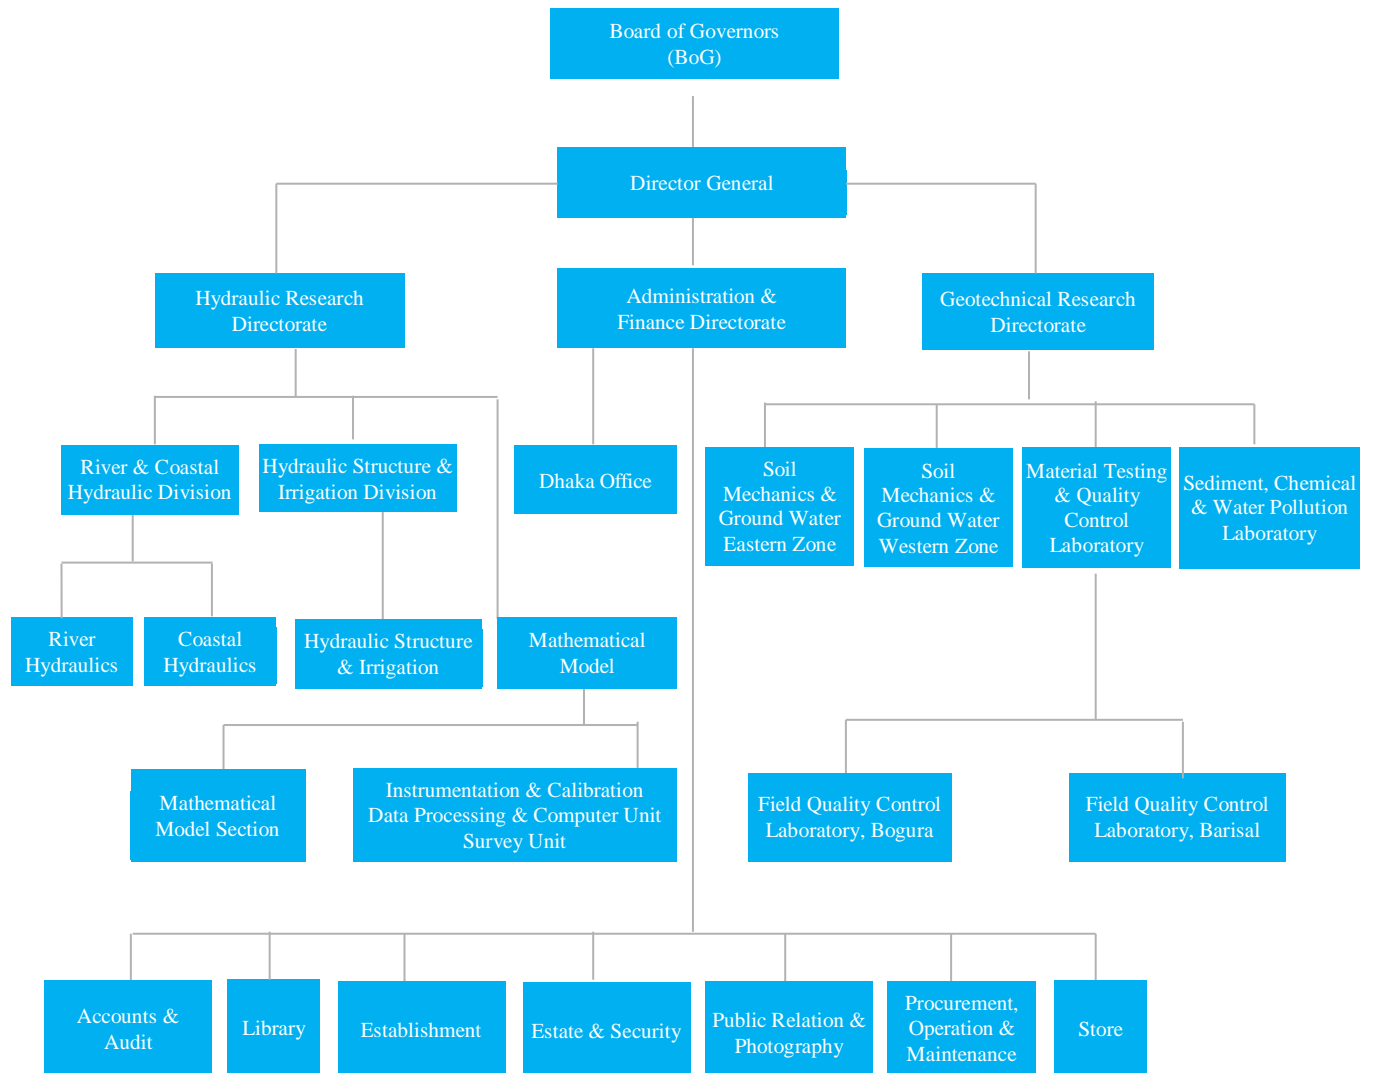 Board of Governors
(BoG)
Director General
Hydraulic Research
Directorate
Administration &
Finance Directorate
Geotechnical Research
Directorate
River & Coastal
Hydraulic Division
Hydraulic Structure &
Irrigation Division
Dhaka Office
Soil
Mechanics &
Ground Water
Eastern Zone
Soil
Mechanics &
Ground Water
Western Zone
Material Testing
& Quality
Control
Laboratory
Sediment, Chemical
& Water Pollution
Laboratory
River
Hydraulics
Coastal
Hydraulics
Hydraulic Structure
& Irrigation
Mathematical
Model
Mathematical
Model Section
Instrumentation & Calibration
Data Processing & Computer Unit
Survey Unit
Field Quality Control
Laboratory, Bogura
Field Quality Control
Laboratory, Barisal
Accounts &
Audit
Library
Establishment
Estate & Security
Public Relation &
Photography
Procurement,
Operation &
Maintenance
Store